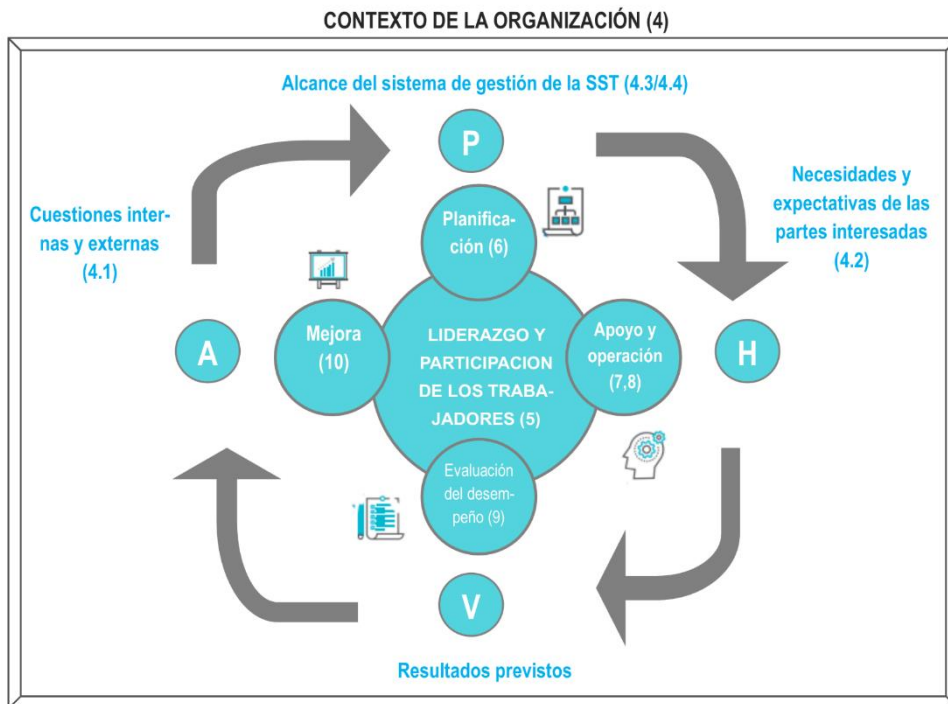 CONTEXTO DE LA ORGANIZACIÓN (4)
Alcance del sistema de gestión de la SST (4.3/4.4)
P
Necesidades y
expectativas de las
partes interesadas
(4.2)
Cuestiones inter-
nas y externas
(4.1)
Planifica-
ción (6)
A
Mejora
(10)
LIDERAZGO Y
PARTICIPACION
DE LOS TRABA-
JADORES (5)
Apoyo y
operación
(7,8)
H
Evaluación
del desem-
peño (9)
V
Resultados previstos